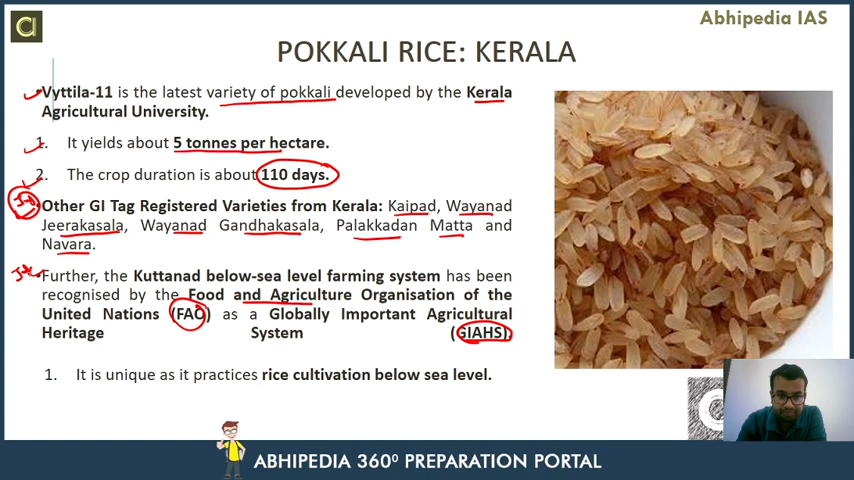 Abhipedia IAS
POKKALI RICE: KERALA
Vyttila-11 is the latest variety of pokkali developed by the Kerala
Agricultural University.
1. It yields about 5 tonnes per hectare.
2. The crop duration is about 110 days.
Other GI Tag Registered Varieties from Kerala: Kaipad, Wayanad
Jeerakasala, Wayanad Gandhakasala, Palakkadan Matta and
Navara.
Further, the Kuttanad below-sea level farming system has been
recognised by the Food and Agriculture Organisation of the
United Nations (FAO) as a Globally Important Agricultural
Heritage System (GIAHS).
1. It is unique as it practices rice cultivation below sea level.
ABHIPEDIA 360⁰ PREPARATION PORTAL